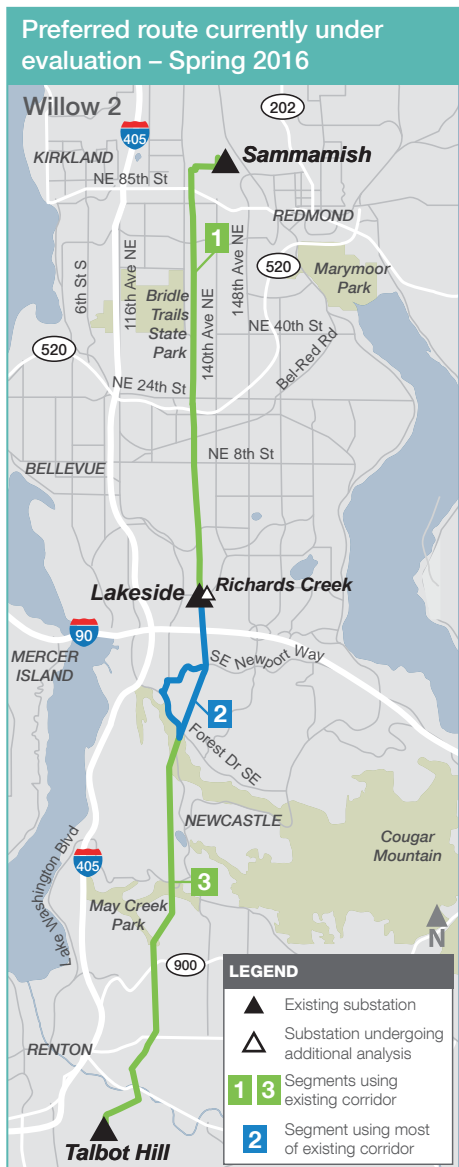 Preferred route currently under
evaluation – Spring 2016
Willow 2
202
405
KIRKLAND
Sammamish
NE 85th St
REDMOND
1
148th Ave NE
520
Marymoor
Park
6th St S
116th Ave NE
Bridle
Trails
State
Park
140th Ave NE
NE 40th St
Bel-Red Rd
520
NE 24th St
BELLEVUE
NE 8th St
Lakeside
Richards Creek
90
MERCER
ISLAND
SE Newport Way
2
Forest Dr SE
NEWCASTLE
Cougar
Mountain
Lake Washington Blvd
405
3
May Creek
Park
N
900
RENTON
Talbot Hill
LEGEND
Existing substation
Substation undergoing
additional analysis
1 3 Segments using
existing corridor
2 Segment using most
of existing corridor